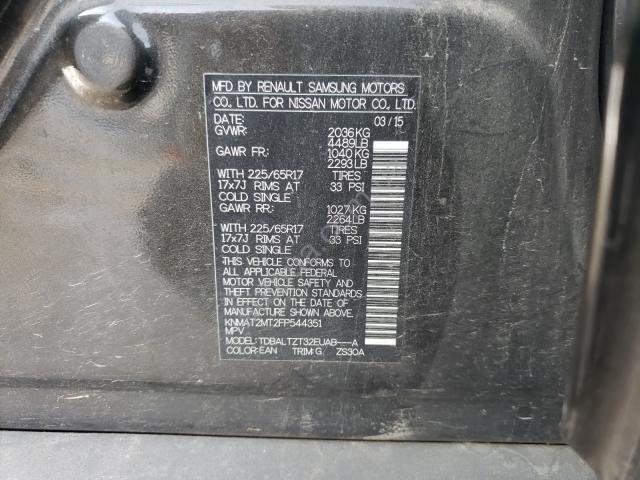 MFD BY RENAULT SAMSUNG MOTORS
CO., LTD. FOR NISSAN MOTOR CO., LTD.
DATE: 03/15
GVWR: 2036KG
4489LB
GAWR FR: 1040KG
2293LB
WITH 225/65R17 TIRES
17x7J RIMS AT 33 PSI
COLD SINGLE
GAWR RR: 1027KG
2264LB
WITH 225/65R17 TIRES
17x7J RIMS AT 33 PSI
COLD SINGLE
THIS VEHICLE CONFORMS TO
ALL APPLICABLE FEDERAL
MOTOR VEHICLE SAFETY AND
THEFT PREVENTION STANDARDS
IN EFFECT ON THE DATE OF
MANUFACTURE SHOWN ABOVE.
KNMAT2MT2FP544351
MPV
MODEL: TDBALTZT32EUAB---A
COLOR:EAN TRIM:G ZS30A